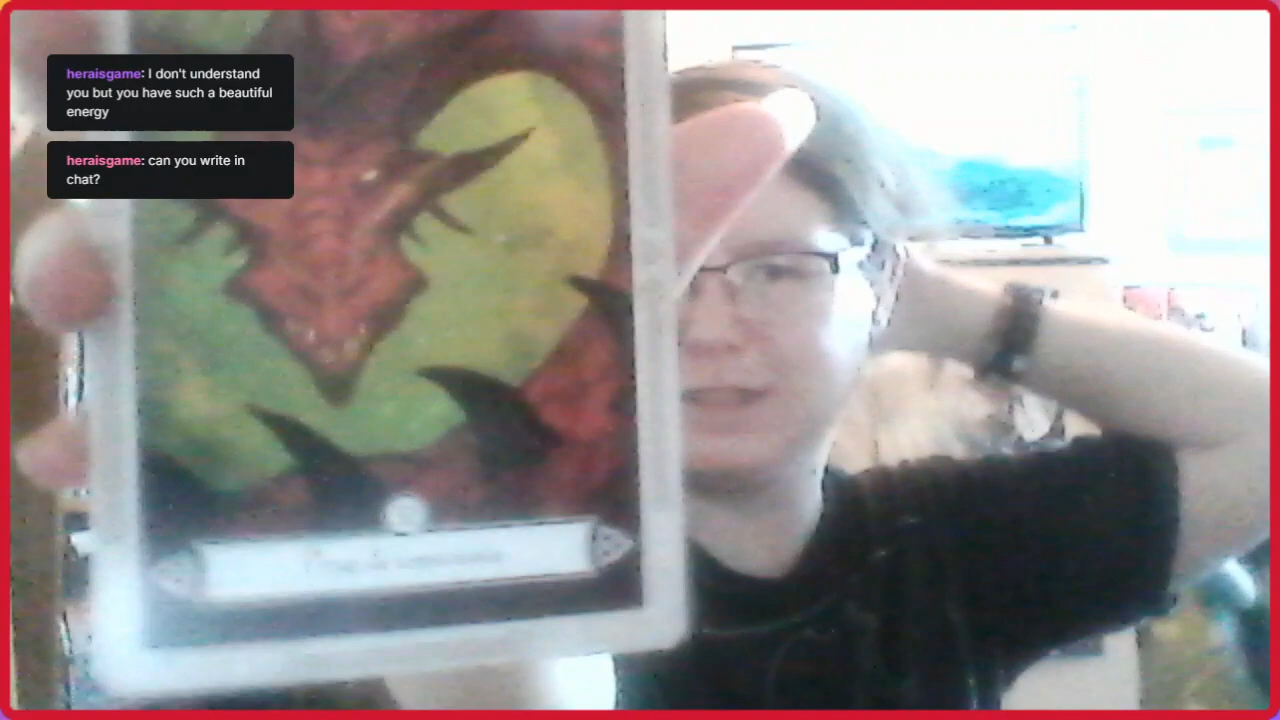 heraisgame: I don't understand
you but you have such a beautiful
energy
heraisgame: can you write in
chat?